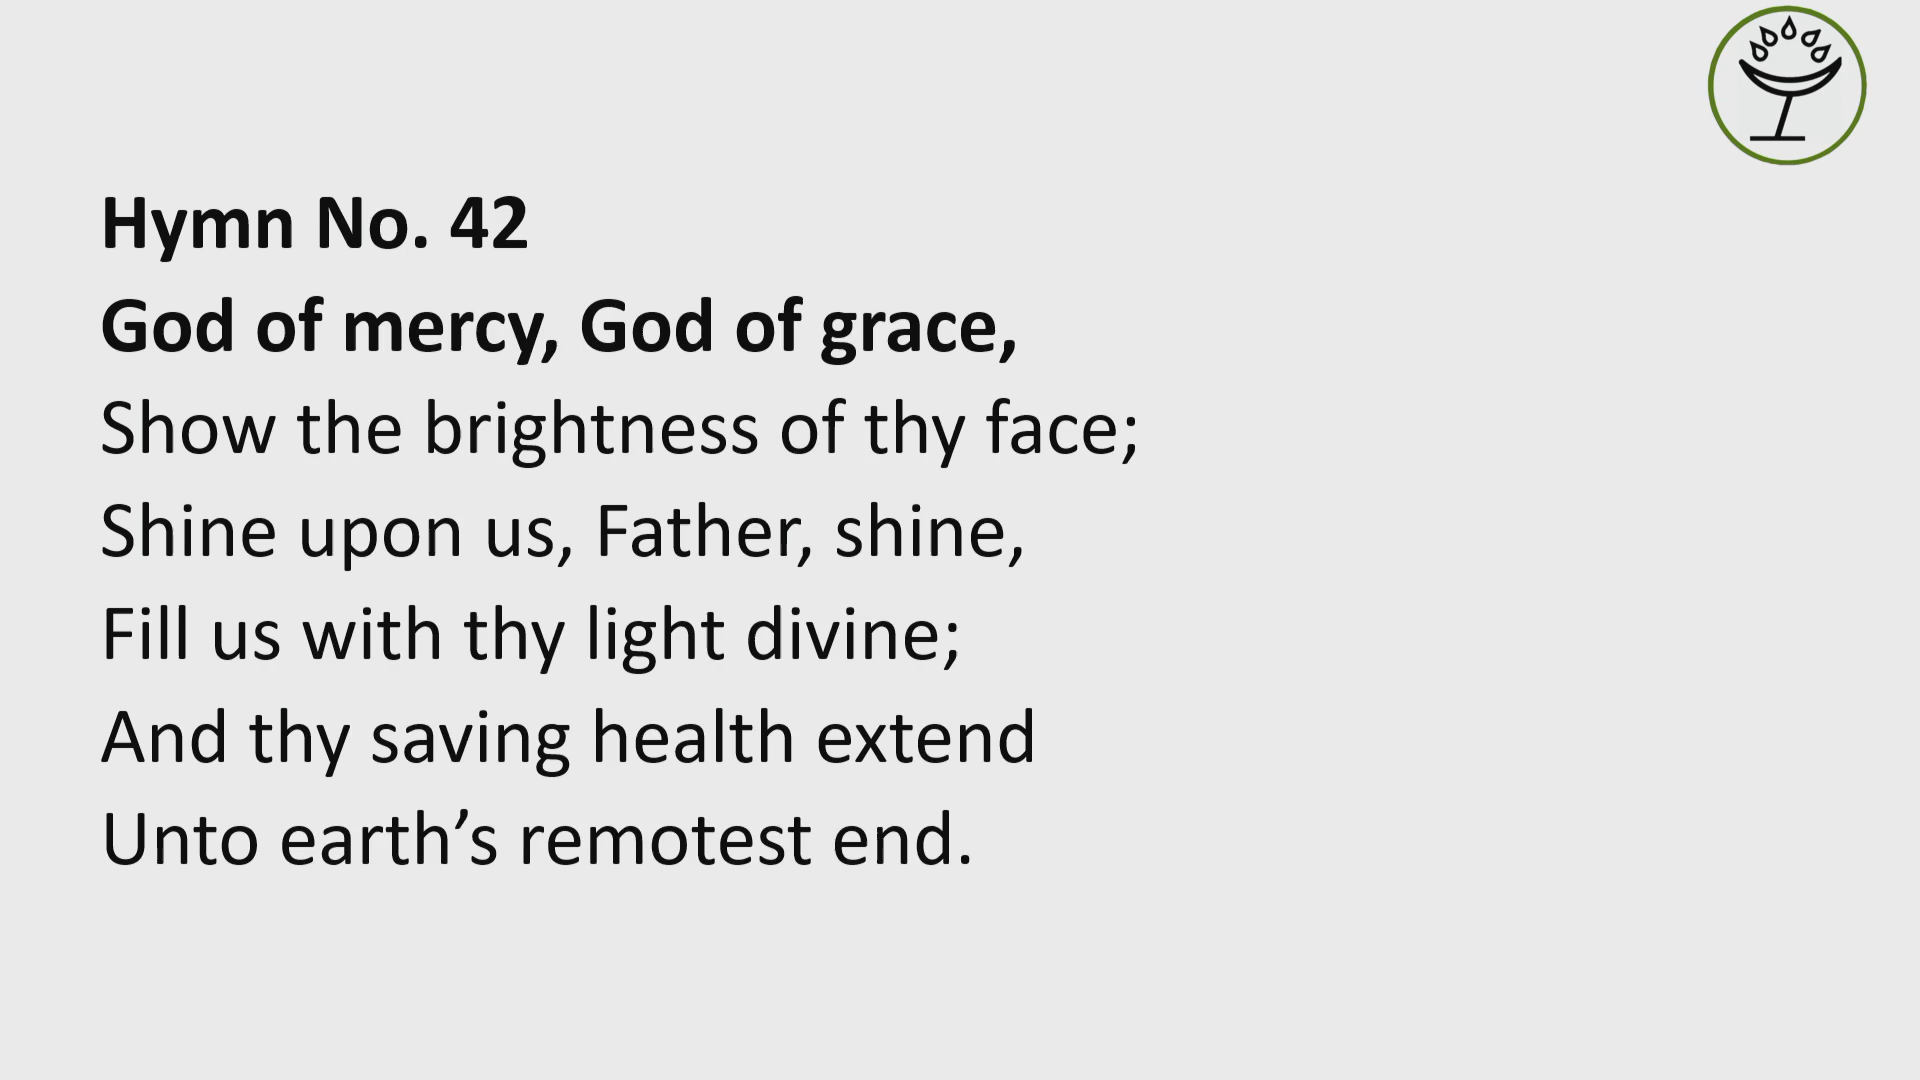 Hymn No. 42
God of mercy, God of grace,
Show the brightness of thy face;
Shine upon us, Father, shine,
Fill us with thy light divine;
And thy saving health extend
Unto earth’s remotest end.